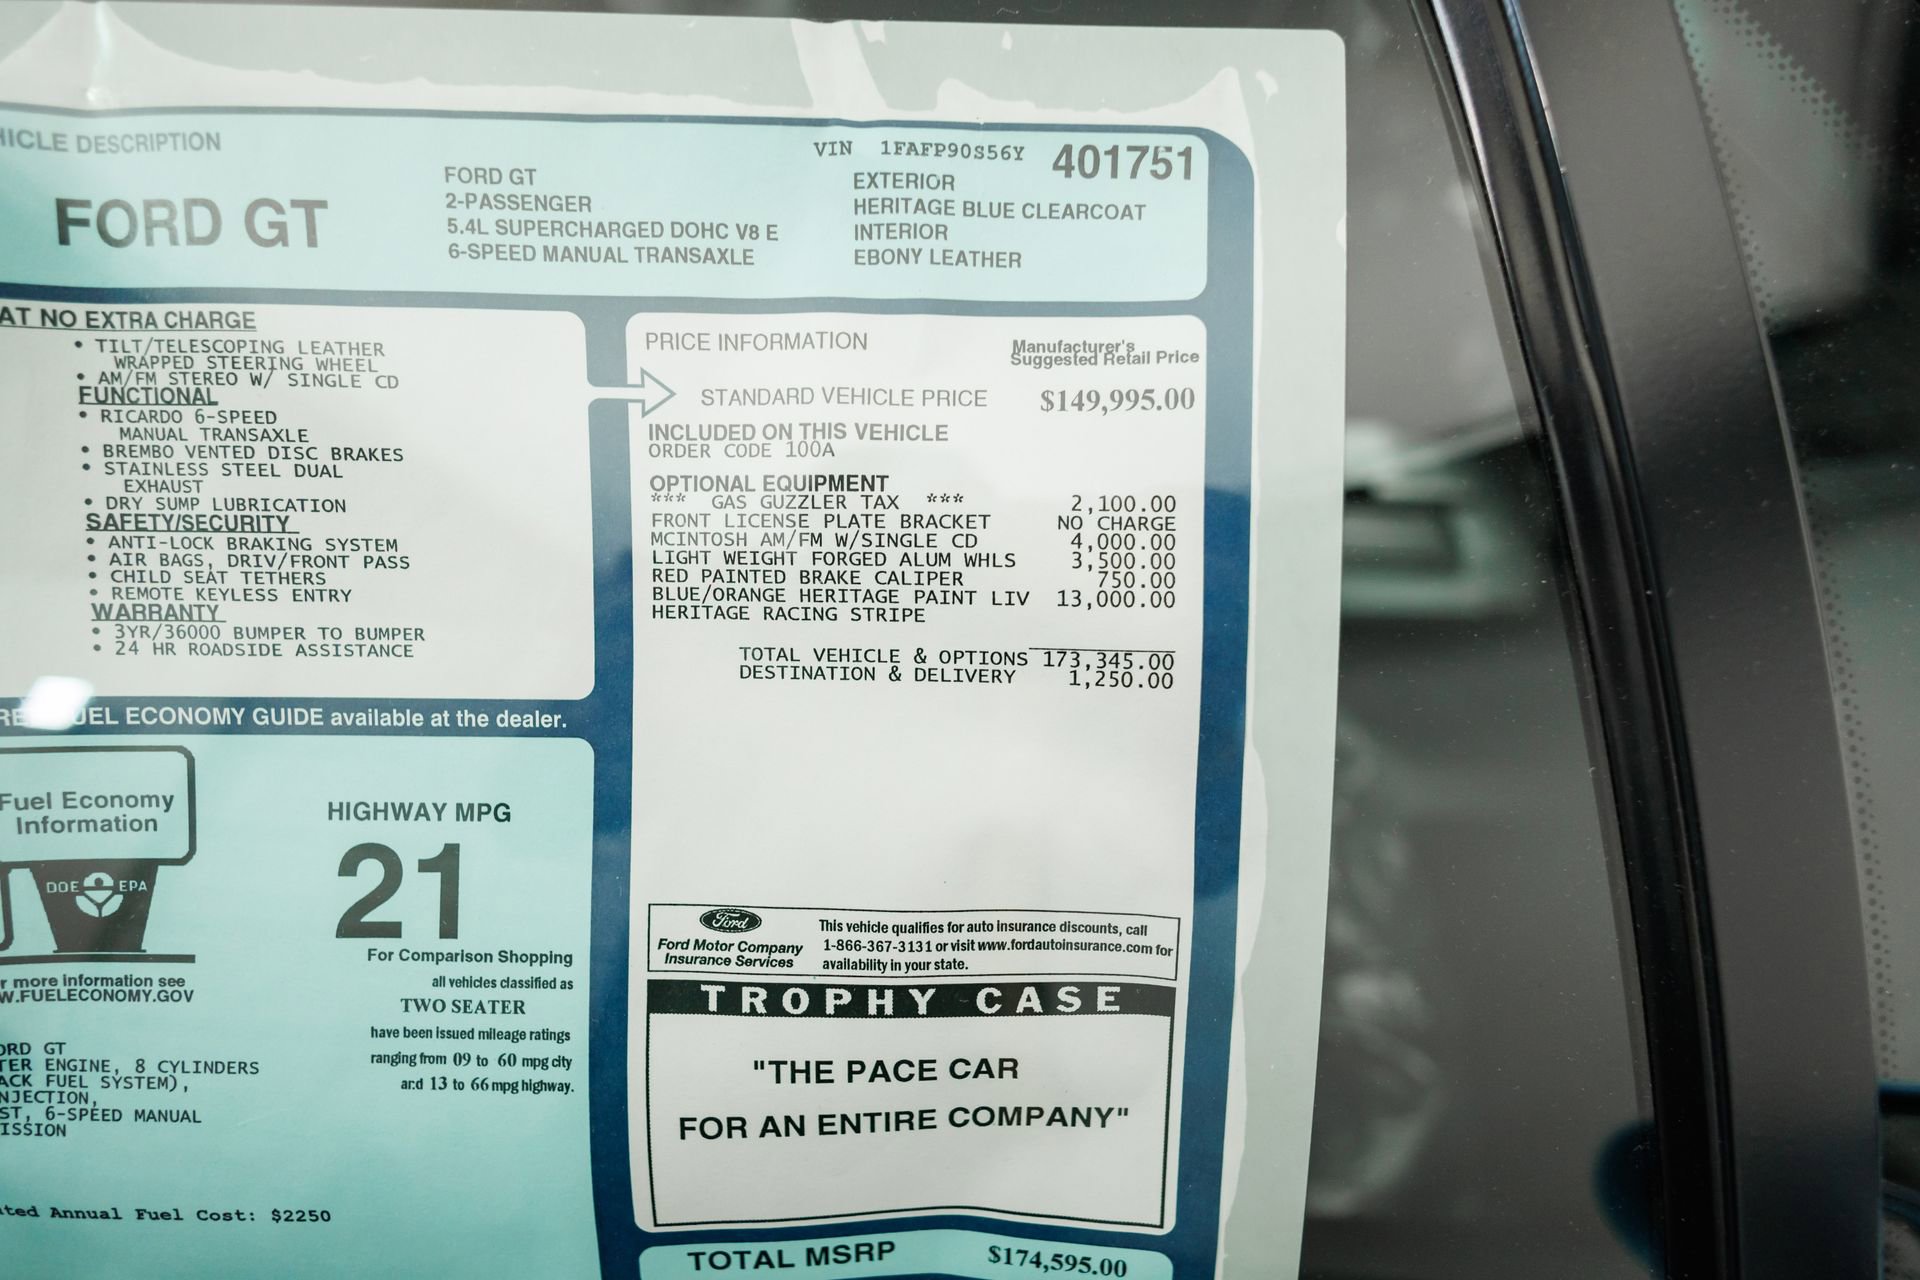 HICLE DESCRIPTION
FORD GT
FORD GT
2-PASSENGER
5.4L SUPERCHARGED DOHC V8 E
6-SPEED MANUAL TRANSAXLE
VIN 1FAFP90S56Y 401751
EXTERIOR
HERITAGE BLUE CLEARCOAT
INTERIOR
EBONY LEATHER
AT NO EXTRA CHARGE
• TILT/TELESCOPING LEATHER
WRAPPED STEERING WHEEL
• AM/FM STEREO W/ SINGLE CD
FUNCTIONAL
• RICARDO 6-SPEED
MANUAL TRANSAXLE
• BREMBO VENTED DISC BRAKES
• STAINLESS STEEL DUAL
EXHAUST
• DRY SUMP LUBRICATION
SAFETY/SECURITY
• ANTI-LOCK BRAKING SYSTEM
• AIR BAGS, DRIV/FRONT PASS
• CHILD SEAT TETHERS
• REMOTE KEYLESS ENTRY
WARRANTY
• 3YR/36000 BUMPER TO BUMPER
• 24 HR ROADSIDE ASSISTANCE
PRICE INFORMATION
Manufacturer's
Suggested Retail Price
STANDARD VEHICLE PRICE $149,995.00
INCLUDED ON THIS VEHICLE
ORDER CODE 100A
OPTIONAL EQUIPMENT
*** GAS GUZZLER TAX *** 2,100.00
FRONT LICENSE PLATE BRACKET NO CHARGE
MCINTOSH AM/FM W/SINGLE CD 4,000.00
LIGHT WEIGHT FORGED ALUM WHLS 3,500.00
RED PAINTED BRAKE CALIPER 750.00
BLUE/ORANGE HERITAGE PAINT LIV 13,000.00
HERITAGE RACING STRIPE
TOTAL VEHICLE & OPTIONS 173,345.00
DESTINATION & DELIVERY 1,250.00
FUEL ECONOMY GUIDE available at the dealer.
Fuel Economy
Information
DOE EPA
r more information see
W.FUELECONOMY.GOV
HIGHWAY MPG
21
For Comparison Shopping
all vehicles classified as
TWO SEATER
have been issued mileage ratings
ranging from 09 to 60 mpg city
and 13 to 66 mpg highway.
ORD GT
TER ENGINE, 8 CYLINDERS
ACK FUEL SYSTEM),
NJECTION,
ST, 6-SPEED MANUAL
ISSION
ted Annual Fuel Cost: $2250
Ford
Ford Motor Company
Insurance Services
This vehicle qualifies for auto insurance discounts, call
1-866-367-3131 or visit www.fordautoinsurance.com for
availability in your state.
TROPHY CASE
"THE PACE CAR
FOR AN ENTIRE COMPANY"
TOTAL MSRP $174,595.00